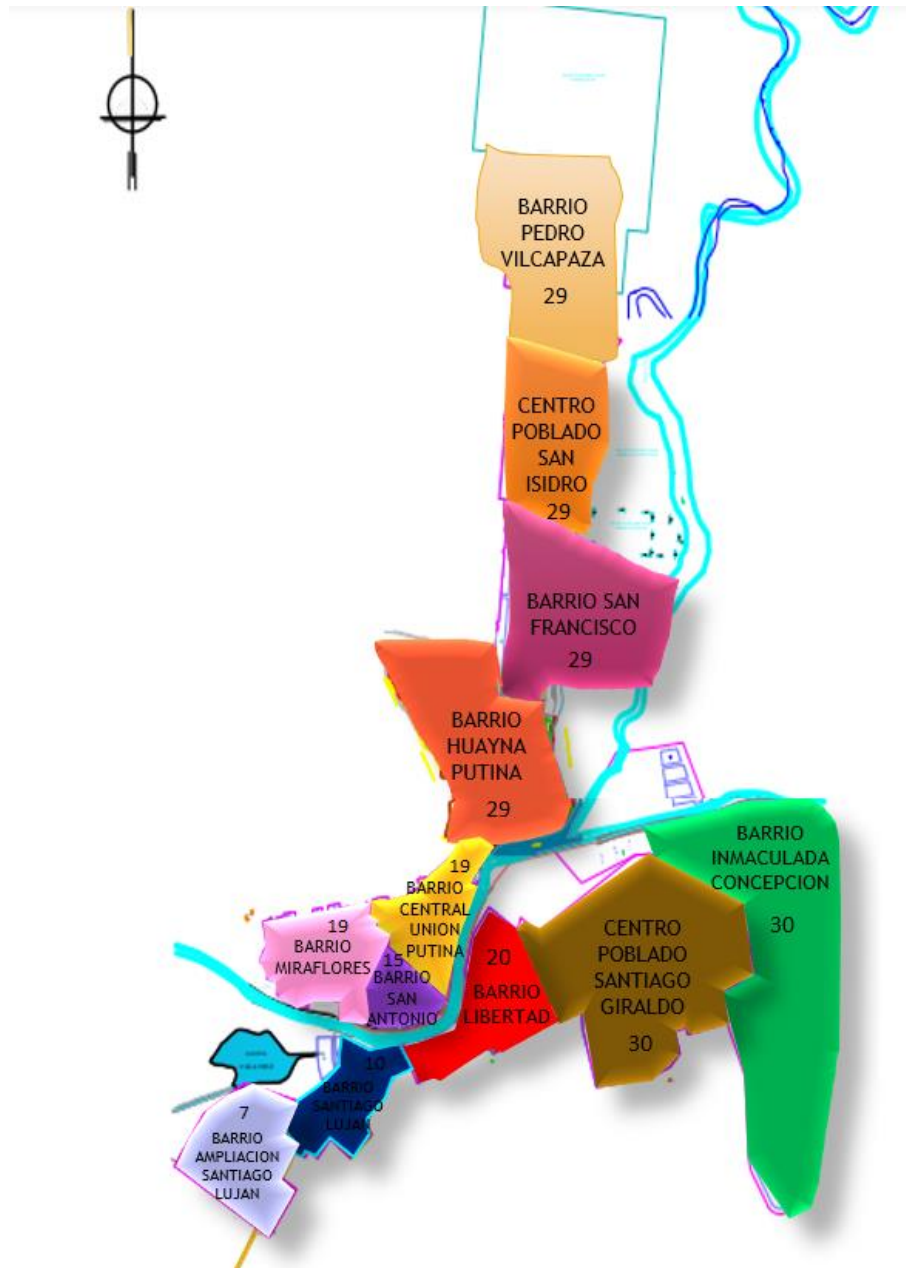 BARRIO
PEDRO
VILCAPAZA
29
CENTRO
POBLADO
SAN
ISIDRO
29
BARRIO SAN
FRANCISCO
29
BARRIO
HUAYNA
PUTINA
29
BARRIO
INMACULADA
CONCEPCION
30
19
BARRIO
CENTRAL
UNION
PUTINA
19
BARRIO
MIRAFLORES
15
BARRIO
SAN
ANTONIO
20
BARRIO
LIBERTAD
CENTRO
POBLADO
SANTIAGO
GIRALDO
30
10
BARRIO
SANTIAGO
LUJAN
7
BARRIO
AMPLIACION
SANTIAGO
LUJAN